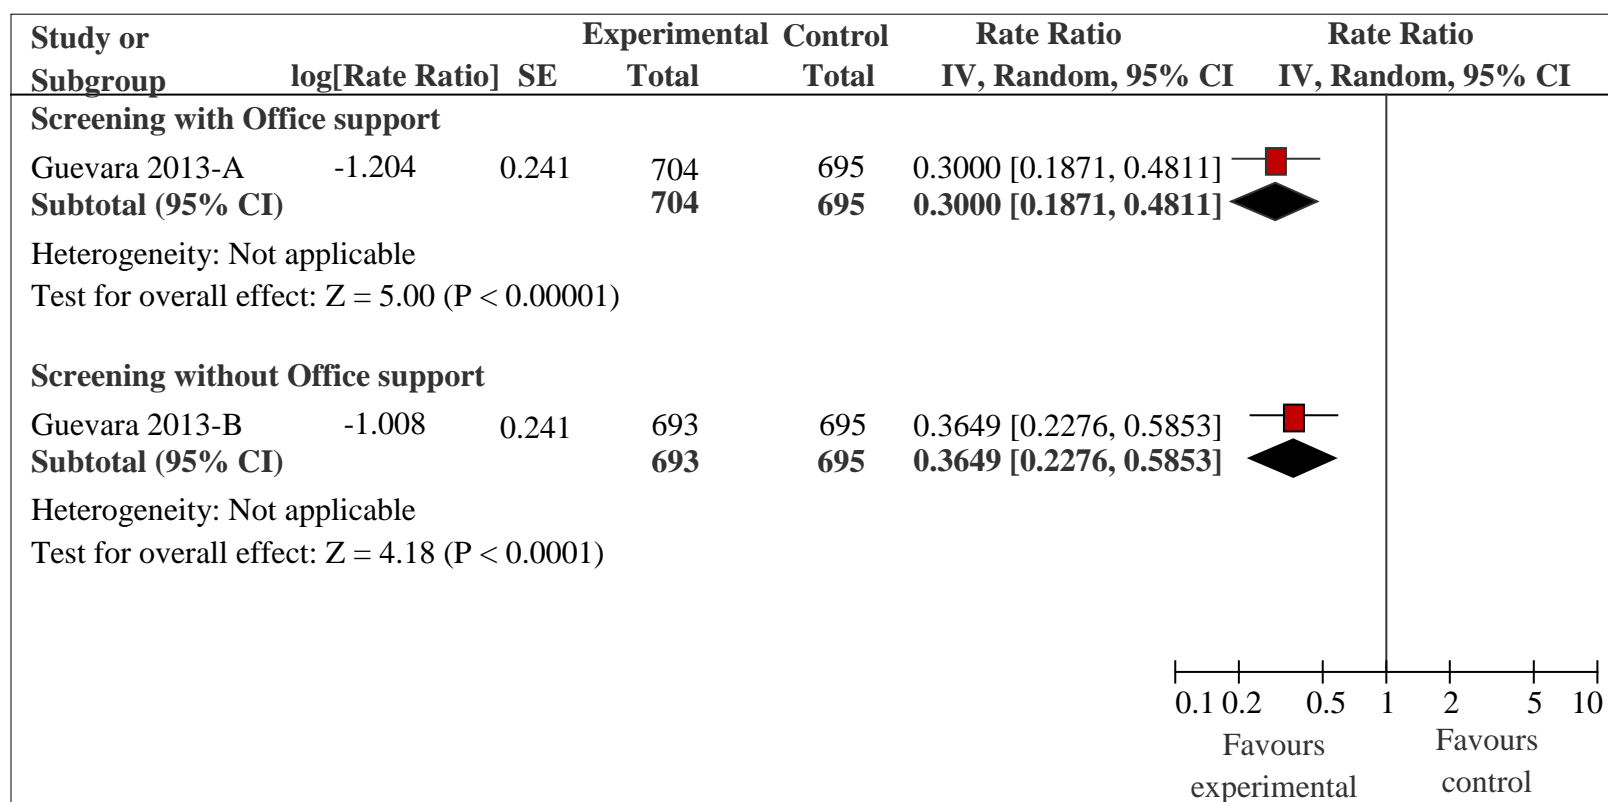 Study or Experimental Control Rate Ratio Rate Ratio
Subgroup log[Rate Ratio] SE Total Total IV, Random, 95% CI IV, Random, 95% CI
Screening with Office support
Guevara 2013-A -1.204 0.241 704 695 0.3000 [0.1871, 0.4811]
Subtotal (95% CI) 704 695 0.3000 [0.1871, 0.4811]
Heterogeneity: Not applicable
Test for overall effect: Z = 5.00 (P < 0.00001)
Screening without Office support
Guevara 2013-B -1.008 0.241 693 695 0.3649 [0.2276, 0.5853]
Subtotal (95% CI) 693 695 0.3649 [0.2276, 0.5853]
Heterogeneity: Not applicable
Test for overall effect: Z = 4.18 (P < 0.0001)
0.1 0.2 0.5 1 2 5 10
Favours Favours
experimental control